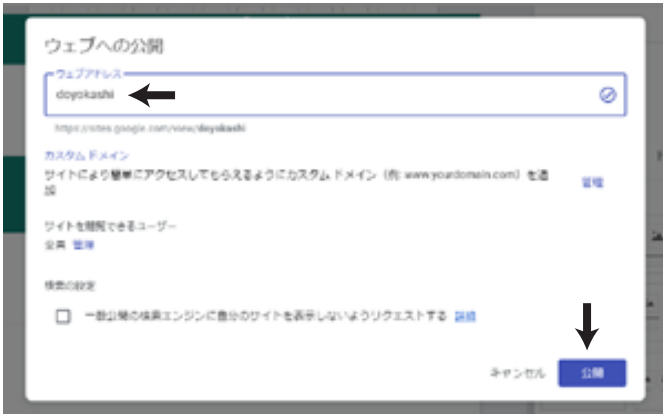 ウェブへの公開
ウェブアドレス
doyokashi
https://sites.google.com/view/doyokashi
カスタム ドメイン
サイトにより簡単にアクセスしてもらえるようにカスタム ドメイン（例: www.yourdomain.com）を追
加
管理
サイトを閲覧できるユーザー
全員 管理
検索の設定
一般公開の検索エンジンに自分のサイトを表示しないようリクエストする 詳細
キャンセル
公開